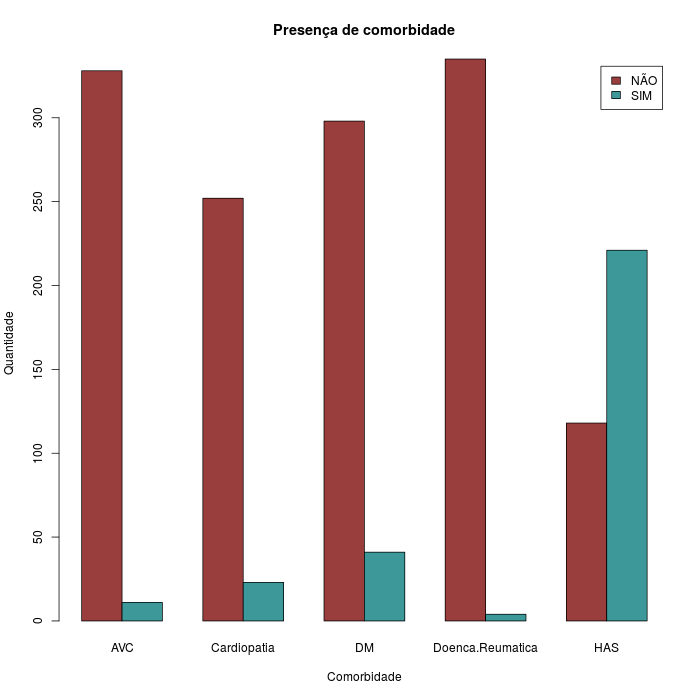 Presença de comorbidade
NÃO
SIM
Quantidade
300
250
200
150
100
50
0
AVC
Cardiopatia
DM
Doenca.Reumatica
HAS
Comorbidade